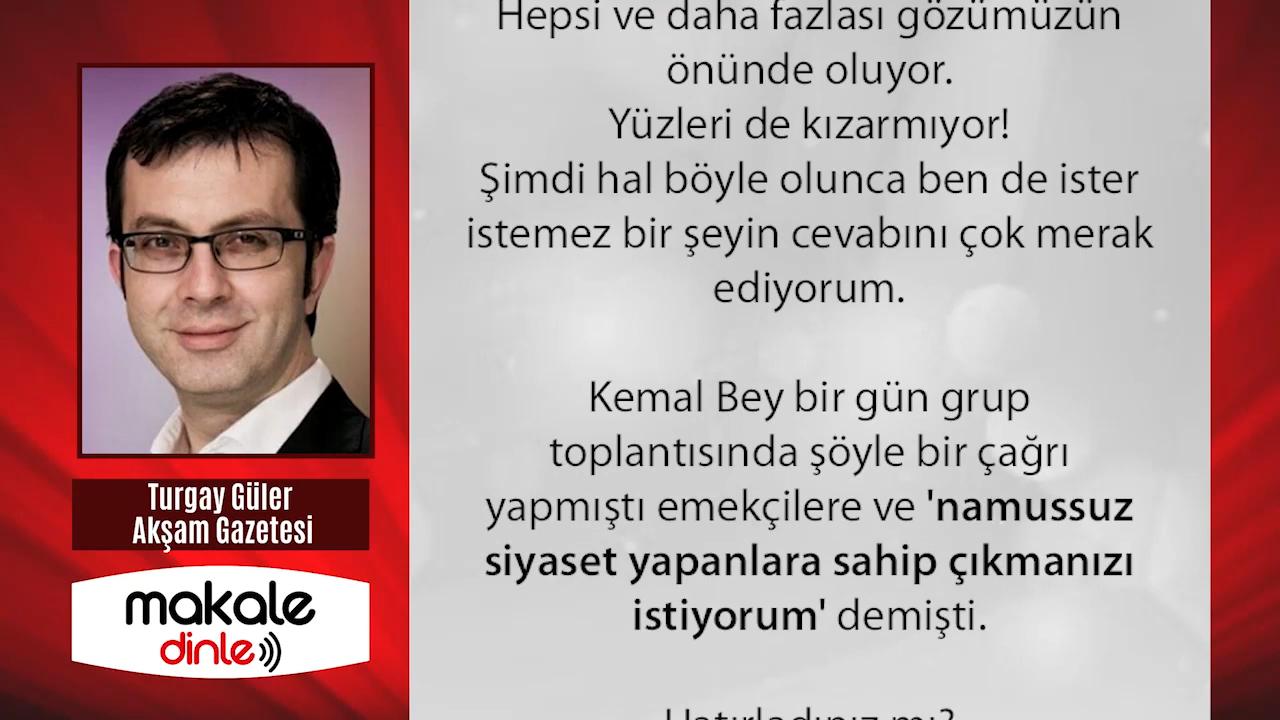 Hepsi ve daha fazlası gözümüzün
önünde oluyor.
Yüzleri de kızarmıyor!
Şimdi hal böyle olunca ben de ister
istemez bir şeyin cevabını çok merak
ediyorum.
Kemal Bey bir gün grup
toplantısında şöyle bir çağrı
yapmıştı emekçilere ve 'namussuz
siyaset yapanlara sahip çıkmanızı
istiyorum' demişti.
Hatırladınız mı?
Turgay Güler
Akşam Gazetesi
makale
dinle